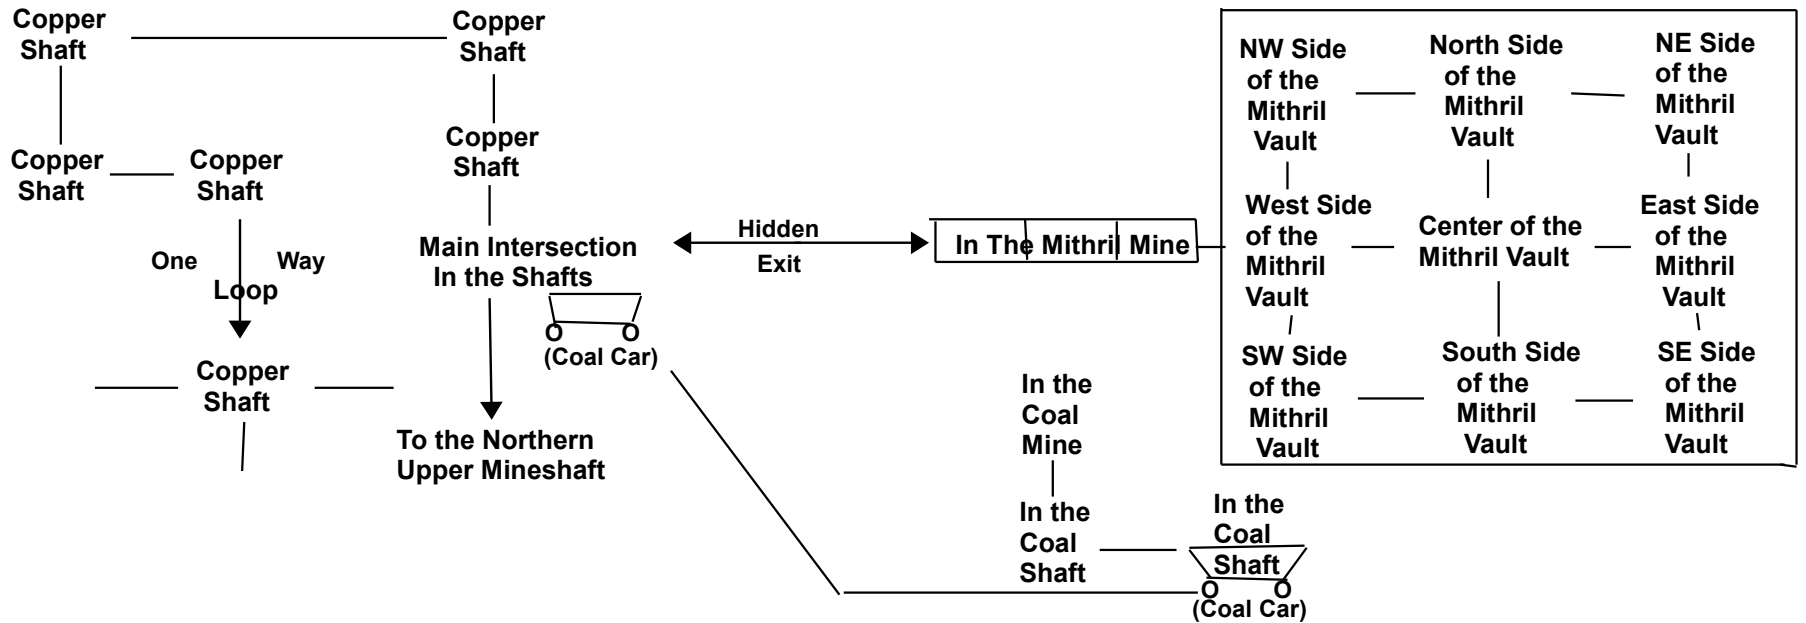 Copper
Shaft
Copper
Shaft
Copper
Shaft
Copper
Shaft
Copper
Shaft
One Way
Loop
Copper
Shaft
Main Intersection
In the Shafts
O O
(Coal Car)
To the Northern
Upper Mineshaft
Hidden
Exit
In The Mithril Mine
NW Side
of the
Mithril
Vault
North Side
of the
Mithril
Vault
NE Side
of the
Mithril
Vault
West Side
of the
Mithril
Vault
Center of the
Mithril Vault
East Side
of the
Mithril
Vault
SW Side
of the
Mithril
Vault
South Side
of the
Mithril
Vault
SE Side
of the
Mithril
Vault
In the
Coal
Mine
In the
Coal
Shaft
In the
Coal
Shaft
O O
(Coal Car)